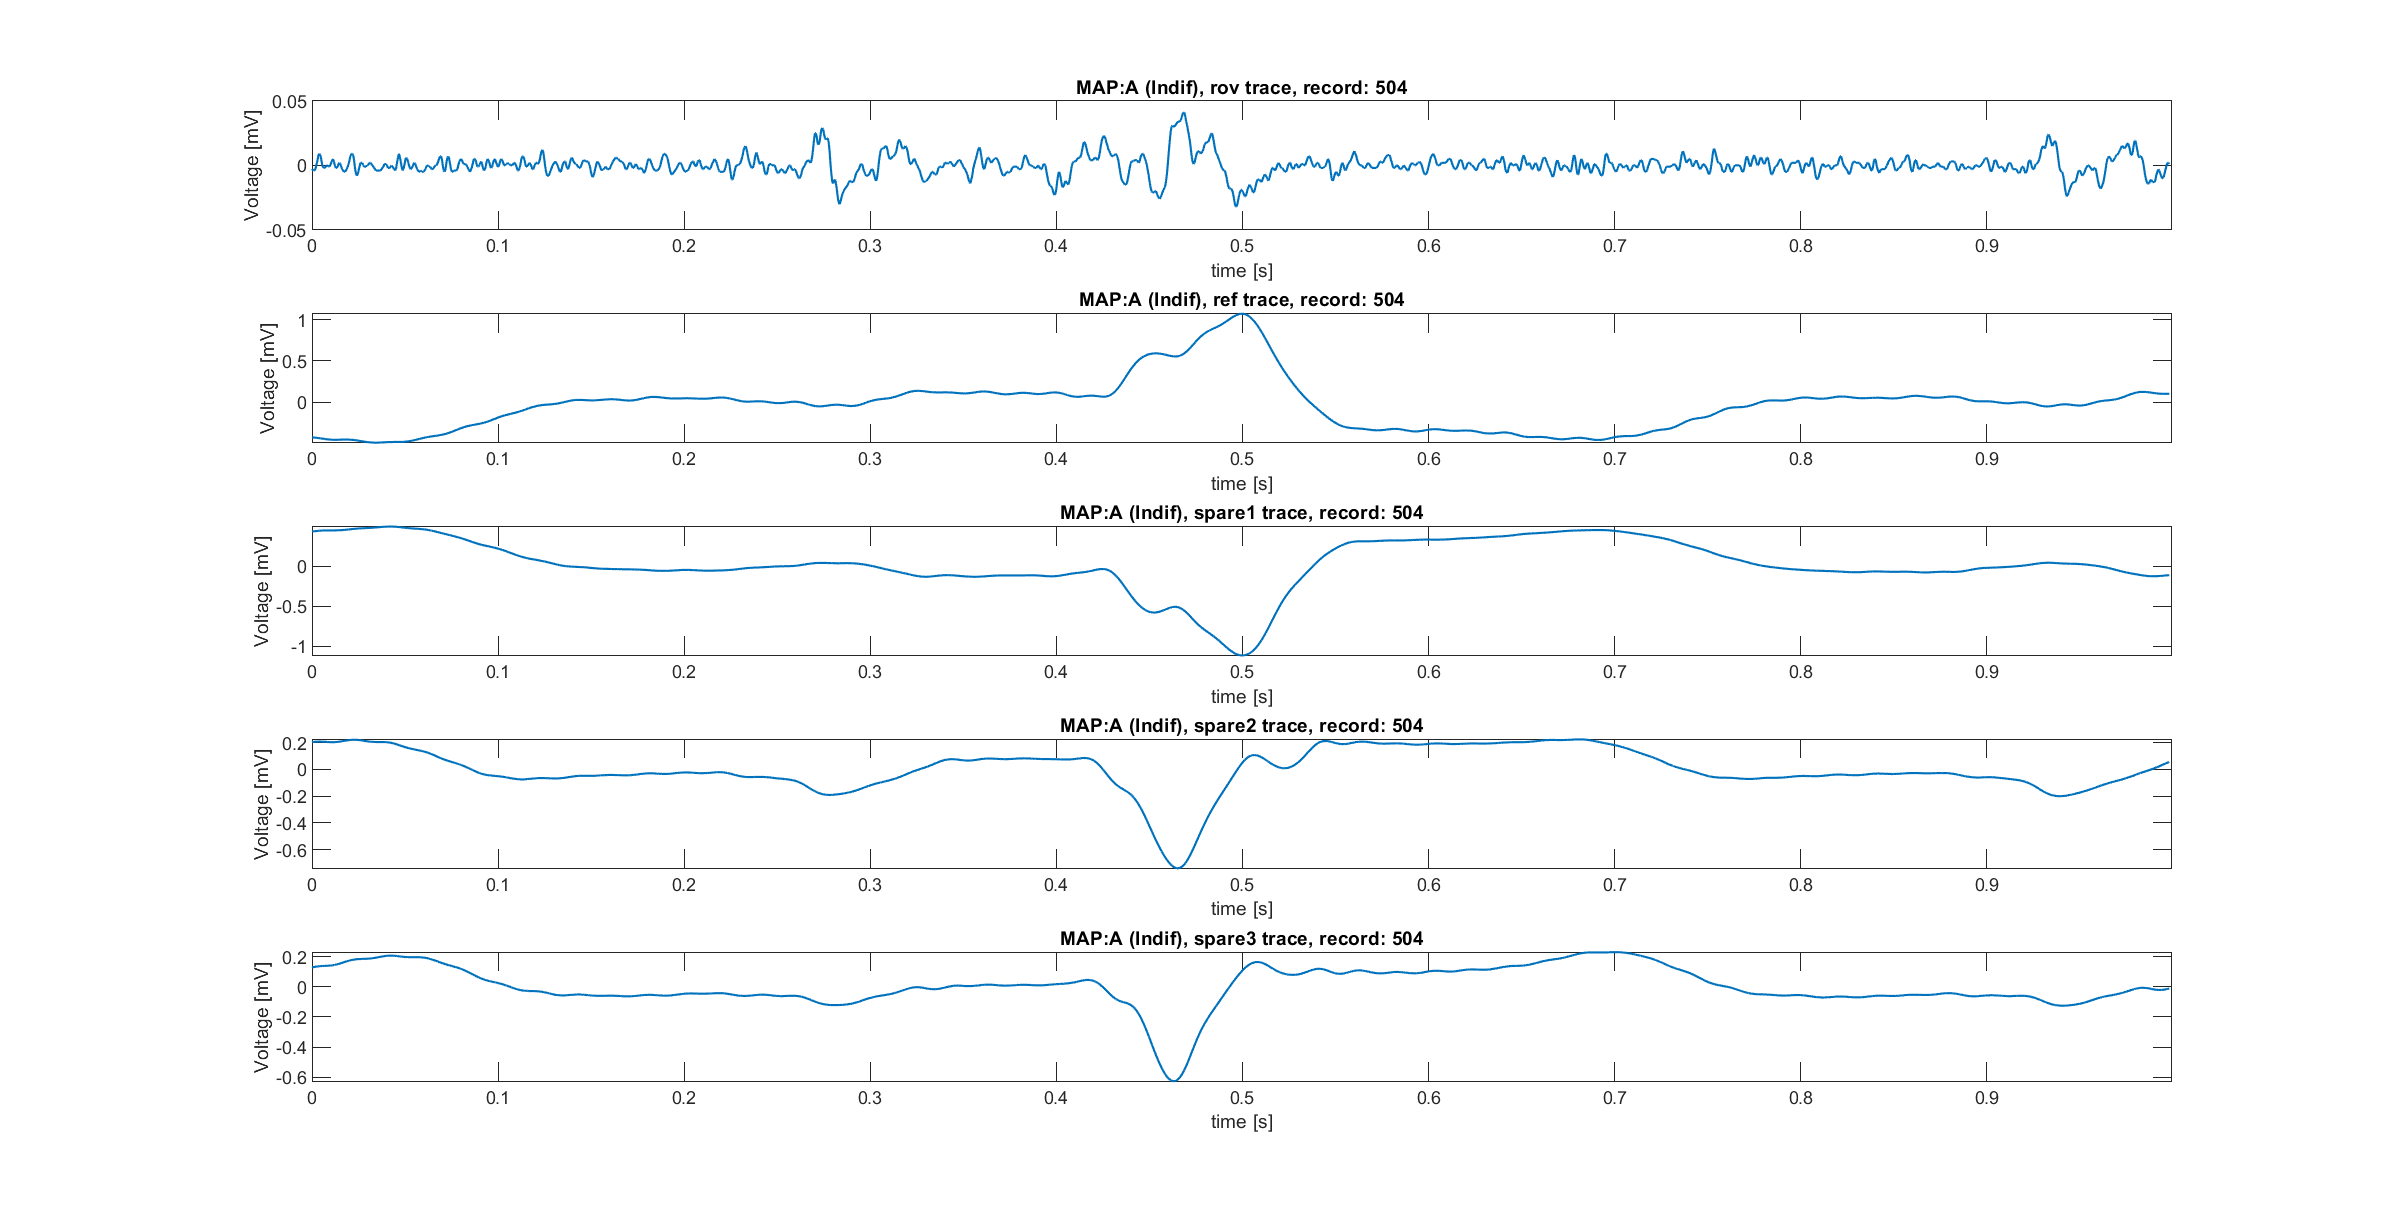 MAP:A (Indif), rov trace, record: 504
Voltage [mV]
0.05
0
-0.05
0 0.1 0.2 0.3 0.4 0.5 0.6 0.7 0.8 0.9
time [s]
MAP:A (Indif), ref trace, record: 504
Voltage [mV]
1
0.5
0
0 0.1 0.2 0.3 0.4 0.5 0.6 0.7 0.8 0.9
time [s]
MAP:A (Indif), spare1 trace, record: 504
Voltage [mV]
0
-0.5
-1
0 0.1 0.2 0.3 0.4 0.5 0.6 0.7 0.8 0.9
time [s]
MAP:A (Indif), spare2 trace, record: 504
Voltage [mV]
0.2
0
-0.2
-0.4
-0.6
0 0.1 0.2 0.3 0.4 0.5 0.6 0.7 0.8 0.9
time [s]
MAP:A (Indif), spare3 trace, record: 504
Voltage [mV]
0.2
0
-0.2
-0.4
-0.6
0 0.1 0.2 0.3 0.4 0.5 0.6 0.7 0.8 0.9
time [s]